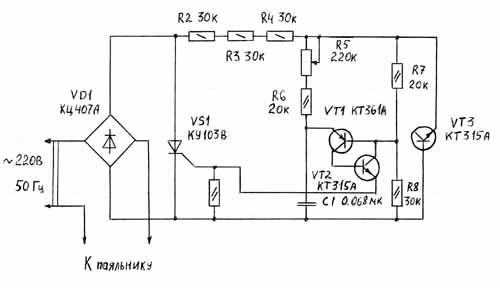 R2 30к
R4 30к
R3 30к
R5
220к
R7
20к
VD1
КЦ407А
R6
20к
VT1 КТ361А
VS1
КУ103В
VT3
КТ315А
~220В
50 Гц
VT2
КТ315А
R8
30к
C1 0.068мк
К паяльнику